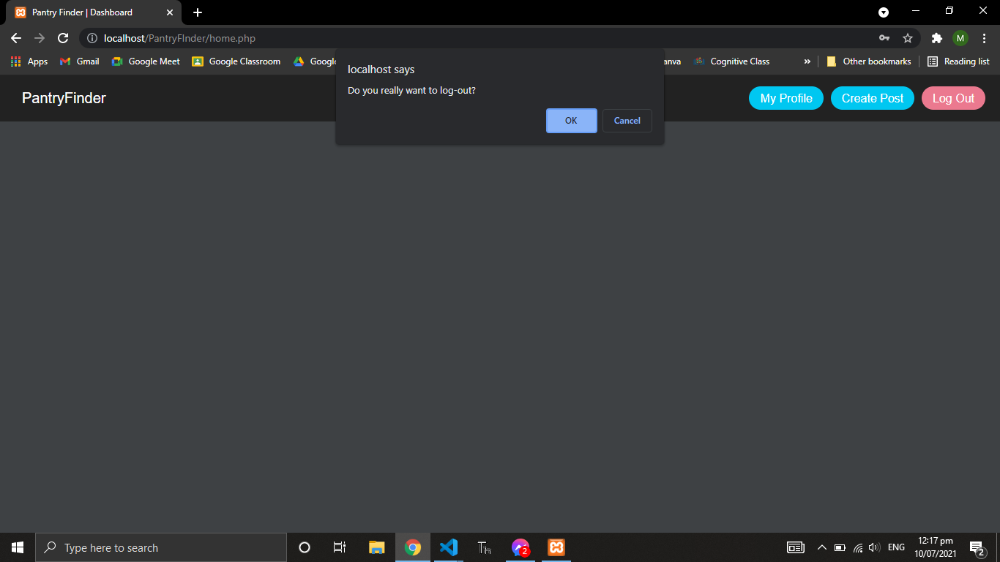 Pantry Finder | Dashboard
localhost/PantryFInder/home.php
M
Apps Gmail Google Meet Google Classroom Google anva Cognitive Class » Other bookmarks Reading list
localhost says
Do you really want to log-out?
OK Cancel
PantryFinder My Profile Create Post Log Out
Type here to search
2
ENG
12:17 pm
10/07/2021
2